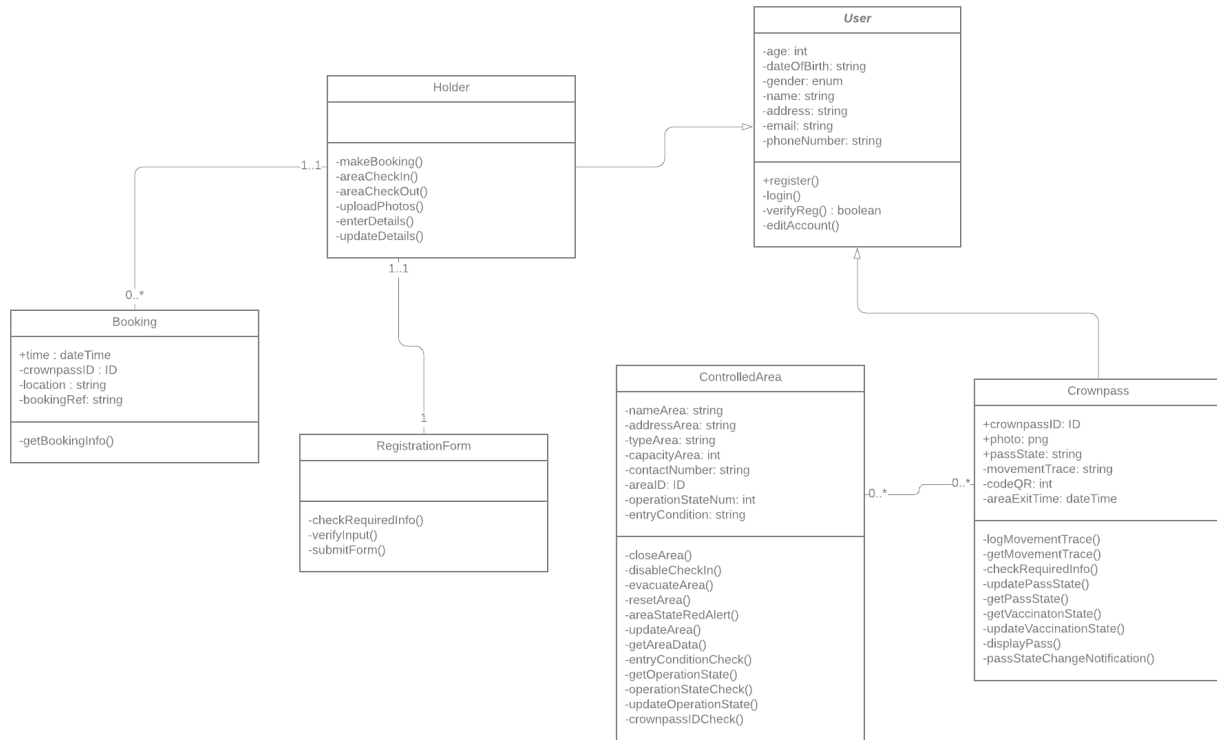 User
-age: int
-dateOfBirth: string
-gender: enum
-name: string
-address: string
-email: string
-phoneNumber: string
+register()
-login()
-verifyReg() : boolean
-editAccount()
Holder
-makeBooking()
-areaCheckIn()
-areaCheckOut()
-uploadPhotos()
-enterDetails()
-updateDetails()
1..1
1..1
0..*
Booking
+time : dateTime
-crownpassID : ID
-location : string
-bookingRef: string
-getBookingInfo()
1
RegistrationForm
-checkRequiredInfo()
-verifyInput()
-submitForm()
ControlledArea
-nameArea: string
-addressArea: string
-typeArea: string
-capacityArea: int
-contactNumber: string
-areaID: ID
-operationStateNum: int
-entryCondition: string
-closeArea()
-disableCheckIn()
-evacuateArea()
-resetArea()
-areaStateRedAlert()
-updateArea()
-getAreaData()
-entryConditionCheck()
-getOperationState()
-operationStateCheck()
-updateOperationState()
-crownpassIDCheck()
0..*
0..*
Crownpass
+crownpassID: ID
+photo: png
+passState: string
-movementTrace: string
-codeQR: int
-areaExitTime: dateTime
-logMovementTrace()
-getMovementTrace()
-checkRequiredInfo()
-updatePassState()
-getPassState()
-getVaccinatonState()
-updateVaccinationState()
-displayPass()
-passStateChangeNotification()